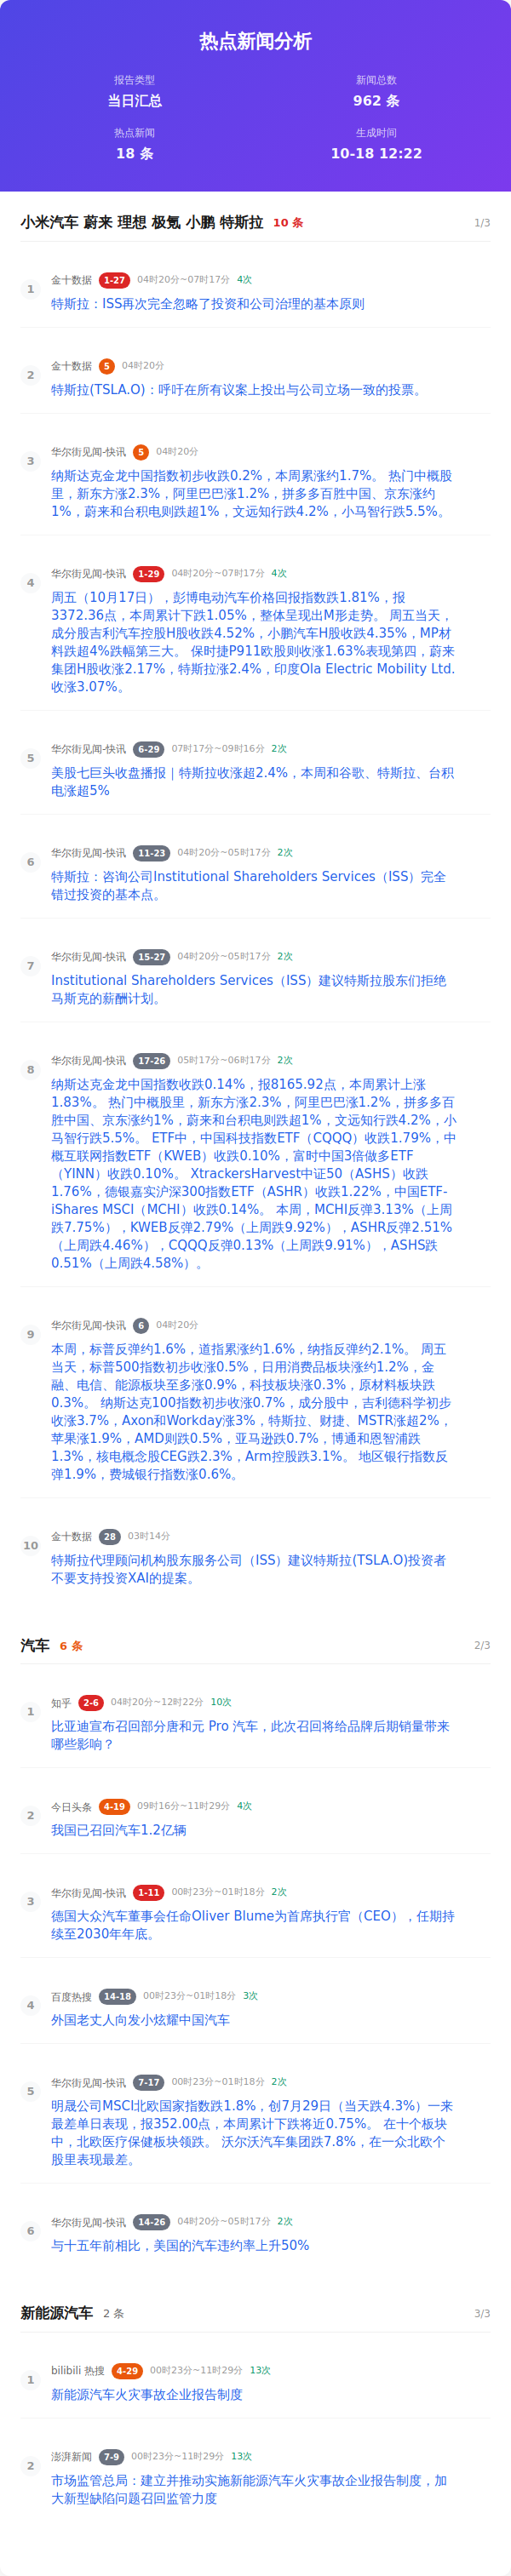 热点新闻分析
报告类型
当日汇总
新闻总数
962 条
热点新闻
18 条
生成时间
10-18 12:22
小米汽车 蔚来 理想 极氪 小鹏 特斯拉 10 条 1/3
1
金十数据 1-27 04时20分~07时17分 4次
特斯拉：ISS再次完全忽略了投资和公司治理的基本原则
2
金十数据 5 04时20分
特斯拉(TSLA.O)：呼吁在所有议案上投出与公司立场一致的投票。
3
华尔街见闻-快讯 5 04时20分
纳斯达克金龙中国指数初步收跌0.2%，本周累涨约1.7%。 热门中概股
里，新东方涨2.3%，阿里巴巴涨1.2%，拼多多百胜中国、京东涨约
1%，蔚来和台积电则跌超1%，文远知行跌4.2%，小马智行跌5.5%。
4
华尔街见闻-快讯 1-29 04时20分~07时17分 4次
周五（10月17日），彭博电动汽车价格回报指数跌1.81%，报
3372.36点，本周累计下跌1.05%，整体呈现出M形走势。 周五当天，
成分股吉利汽车控股H股收跌4.52%，小鹏汽车H股收跌4.35%，MP材
料跌超4%跌幅第三大。 保时捷P911欧股则收涨1.63%表现第四，蔚来
集团H股收涨2.17%，特斯拉涨2.4%，印度Ola Electric Mobility Ltd.
收涨3.07%。
5
华尔街见闻-快讯 6-29 07时17分~09时16分 2次
美股七巨头收盘播报｜特斯拉收涨超2.4%，本周和谷歌、特斯拉、台积
电涨超5%
6
华尔街见闻-快讯 11-23 04时20分~07时17分 2次
特斯拉：咨询公司Institutional Shareholders Services（ISS）完全
错过投资的基本点。
7
华尔街见闻-快讯 15-27 04时20分~05时17分 2次
Institutional Shareholders Services（ISS）建议特斯拉股东们拒绝
马斯克的薪酬计划。
8
华尔街见闻-快讯 17-26 05时17分~06时17分 2次
纳斯达克金龙中国指数收跌0.14%，报8165.92点，本周累计上涨
1.83%。 热门中概股里，新东方涨2.3%，阿里巴巴涨1.2%，拼多多百
胜中国、京东涨约1%，蔚来和台积电则跌超1%，文远知行跌4.2%，小
马智行跌5.5%。 ETF中，中国科技指数ETF（CQQQ）收跌1.79%，中
概互联网指数ETF（KWEB）收跌0.10%，富时中国3倍做多ETF
（YINN）收跌0.10%。 XtrackersHarvest中证50（ASHS）收跌
1.76%，德银嘉实沪深300指数ETF（ASHR）收跌1.22%，中国ETF-
iShares MSCI（MCHI）收跌0.14%。 本周，MCHI反弹3.13%（上周
跌7.75%），KWEB反弹2.79%（上周跌9.92%），ASHR反弹2.51%
（上周跌4.46%），CQQQ反弹0.13%（上周跌9.91%），ASHS跌
0.51%（上周跌4.58%）。
9
华尔街见闻-快讯 6 04时20分
本周，标普反弹约1.6%，道指累涨约1.6%，纳指反弹约2.1%。 周五
当天，标普500指数初步收涨0.5%，日用消费品板块涨约1.2%，金
融、电信、能源板块至多涨0.9%，科技板块涨0.3%，原材料板块跌
0.3%。 纳斯达克100指数初步收涨0.7%，成分股中，吉利德科学初步
收涨3.7%，Axon和Workday涨3%，特斯拉、财捷、MSTR涨超2%，
苹果涨1.9%，AMD则跌0.5%，亚马逊跌0.7%，博通和恩智浦跌
1.3%，核电概念股CEG跌2.3%，Arm控股跌3.1%。 地区银行指数反
弹1.9%，费城银行指数涨0.6%。
10
金十数据 28 03时14分
特斯拉代理顾问机构股东服务公司（ISS）建议特斯拉(TSLA.O)投资者
不要支持投资XAI的提案。
汽车 6 条 2/3
1
知乎 2-6 04时20分~12时22分 10次
比亚迪宣布召回部分唐和元 Pro 汽车，此次召回将给品牌后期销量带来
哪些影响？
2
今日头条 4-19 09时16分~11时29分 4次
我国已召回汽车1.2亿辆
3
华尔街见闻-快讯 1-11 00时23分~01时18分 2次
德国大众汽车董事会任命Oliver Blume为首席执行官（CEO），任期持
续至2030年年底。
4
百度热搜 14-18 00时23分~01时18分 3次
外国老丈人向发小炫耀中国汽车
5
华尔街见闻-快讯 7-17 00时23分~01时18分 2次
明晟公司MSCI北欧国家指数跌1.8%，创7月29日（当天跌4.3%）一来
最差单日表现，报352.00点，本周累计下跌将近0.75%。 在十个板块
中，北欧医疗保健板块领跌。 沃尔沃汽车集团跌7.8%，在一众北欧个
股里表现最差。
6
华尔街见闻-快讯 14-26 04时20分~05时17分 2次
与十五年前相比，美国的汽车违约率上升50%
新能源汽车 2 条 3/3
1
bilibili 热搜 4-29 00时23分~11时29分 13次
新能源汽车火灾事故企业报告制度
2
澎湃新闻 7-9 00时23分~11时29分 13次
市场监管总局：建立并推动实施新能源汽车火灾事故企业报告制度，加
大新型缺陷问题召回监管力度